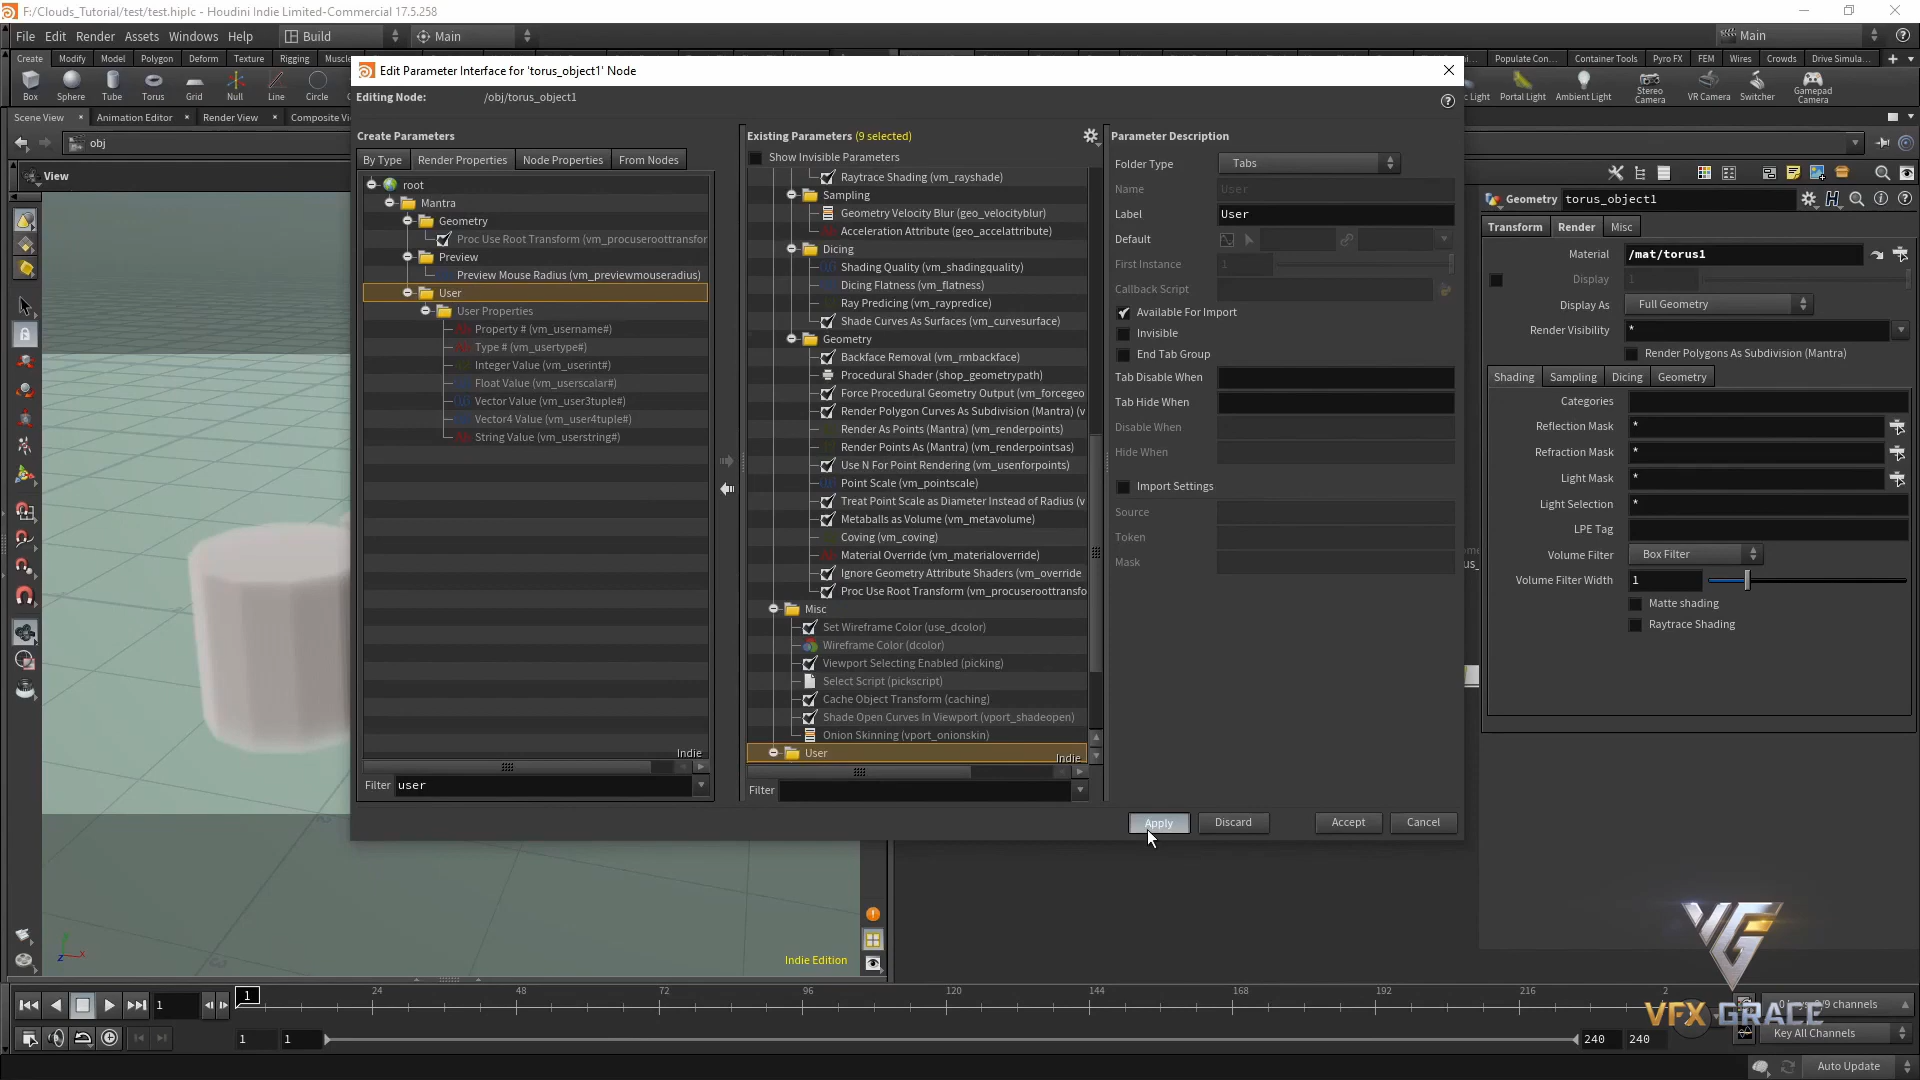 F:/Clouds_Tutorial/test/test.hiplc - Houdini Indie Limited-Commercial 17.5.258
File Edit Render Assets Windows Help Build Main Main
Create Modify Model Polygon Deform Texture Rigging Populate Con... Pyro FX FEM Wires Crowds Drive Simula...
Box Sphere Tube Torus Grid Null Line Circle Portal Light Ambient Light Stereo Camera VR Camera Switcher Gamepad Camera
Scene View Animation Editor Render View
obj
View
Edit Parameter Interface for 'torus_object1' Node
Editing Node: /obj/torus_object1
Create Parameters
By Type Render Properties Node Properties From Nodes
root
Mantra
Geometry
Proc Use Root Transform (vm_procuseroottransfor
Preview
Preview Mouse Radius (vm_previewmouseradius)
User
User Properties
Property # (vm_username#)
Type # (vm_usertype#)
Integer Value (vm_userint#)
Float Value (vm_userscalar#)
Vector Value (vm_user3tuple#)
Vector4 Value (vm_user4tuple#)
String Value (vm_userstring#)
Indie
Filter user
Existing Parameters (9 selected)
Show Invisible Parameters
Raytrace Shading (vm_rayshade)
Sampling
Geometry Velocity Blur (geo_velocityblur)
Acceleration Attribute (geo_accelattribute)
Dicing
Shading Quality (vm_shadingquality)
Dicing Flatness (vm_flatness)
Ray Predicing (vm_raypredice)
Shade Curves As Surfaces (vm_curvesurface)
Geometry
Backface Removal (vm_rmbackface)
Procedural Shader (shop_geometrypath)
Force Procedural Geometry Output (vm_forcegeo
Render Polygon Curves As Subdivision (Mantra) (v
Render As Points (Mantra) (vm_renderpoints)
Render Points As (Mantra) (vm_renderpointsas)
Use N For Point Rendering (vm_usenforpoints)
Point Scale (vm_pointscale)
Treat Point Scale as Diameter Instead of Radius (v
Metaballs as Volume (vm_metavolume)
Coving (vm_coving)
Material Override (vm_materialoverride)
Ignore Geometry Attribute Shaders (vm_override
Proc Use Root Transform (vm_procuseroottransfo
Misc
Set Wireframe Color (use_dcolor)
Wireframe Color (dcolor)
Viewport Selecting Enabled (picking)
Select Script (pickscript)
Cache Object Transform (caching)
Shade Open Curves In Viewport (vport_shadeopen)
Onion Skinning (vport_onionskin)
User
Indie
Filter
Parameter Description
Folder Type Tabs
Name User
Label User
Default
First Instance 1
Callback Script
Available For Import
Invisible
End Tab Group
Tab Disable When
Tab Hide When
Disable When
Hide When
Import Settings
Source
Token
Mask
Apply Discard Accept Cancel
Geometry torus_object1
Transform Render Misc
Material /mat/torus1
Display 1
Display As Full Geometry
Render Visibility *
Render Polygons As Subdivision (Mantra)
Shading Sampling Dicing Geometry
Categories
Reflection Mask *
Refraction Mask *
Light Mask *
Light Selection *
LPE Tag
Volume Filter Box Filter
Volume Filter Width 1
Matte shading
Raytrace Shading
Indie Edition
1 1 24 48 72 96 120 144 168 192 216 2
1 1 240 240
VFX GRACE
Key All Channels
Auto Update